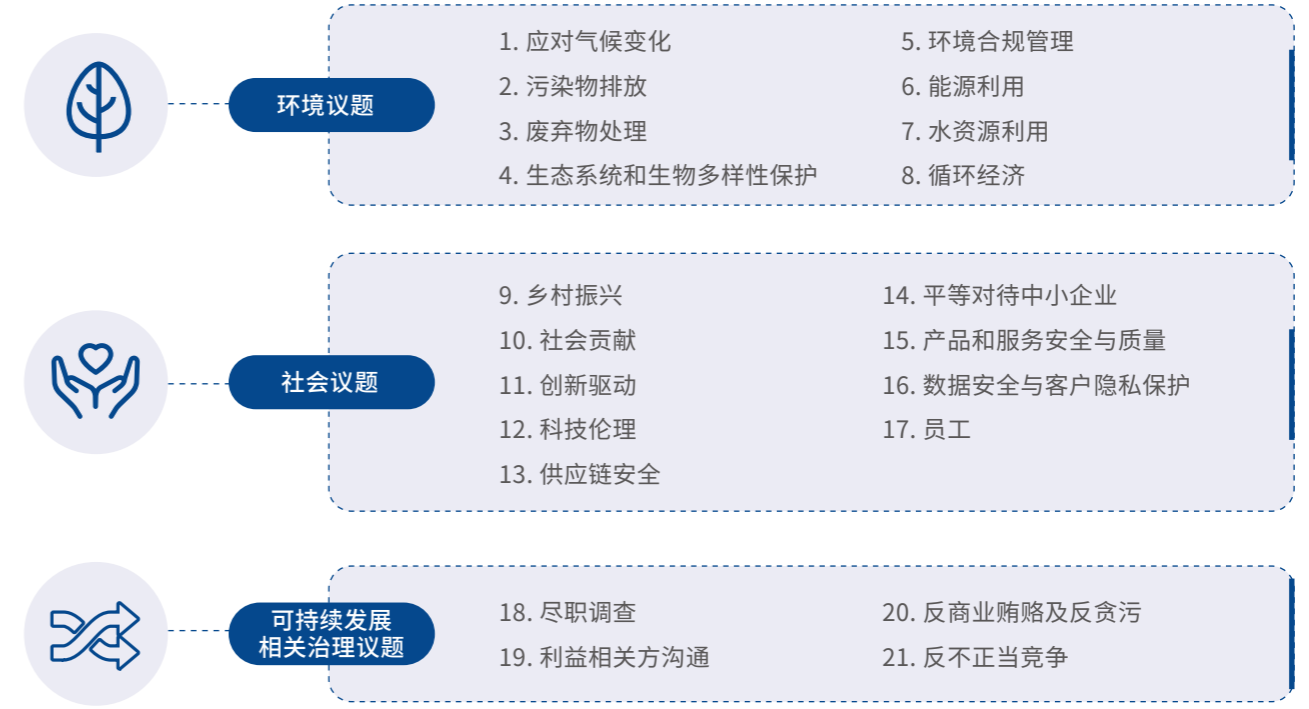 环境议题
1. 应对气候变化
2. 污染物排放
3. 废弃物处理
4. 生态系统和生物多样性保护
5. 环境合规管理
6. 能源利用
7. 水资源利用
8. 循环经济
社会议题
9. 乡村振兴
10. 社会贡献
11. 创新驱动
12. 科技伦理
13. 供应链安全
14. 平等对待中小企业
15. 产品和服务安全与质量
16. 数据安全与客户隐私保护
17. 员工
可持续发展
相关治理议题
18. 尽职调查
19. 利益相关方沟通
20. 反商业贿赂及反贪污
21. 反不正当竞争